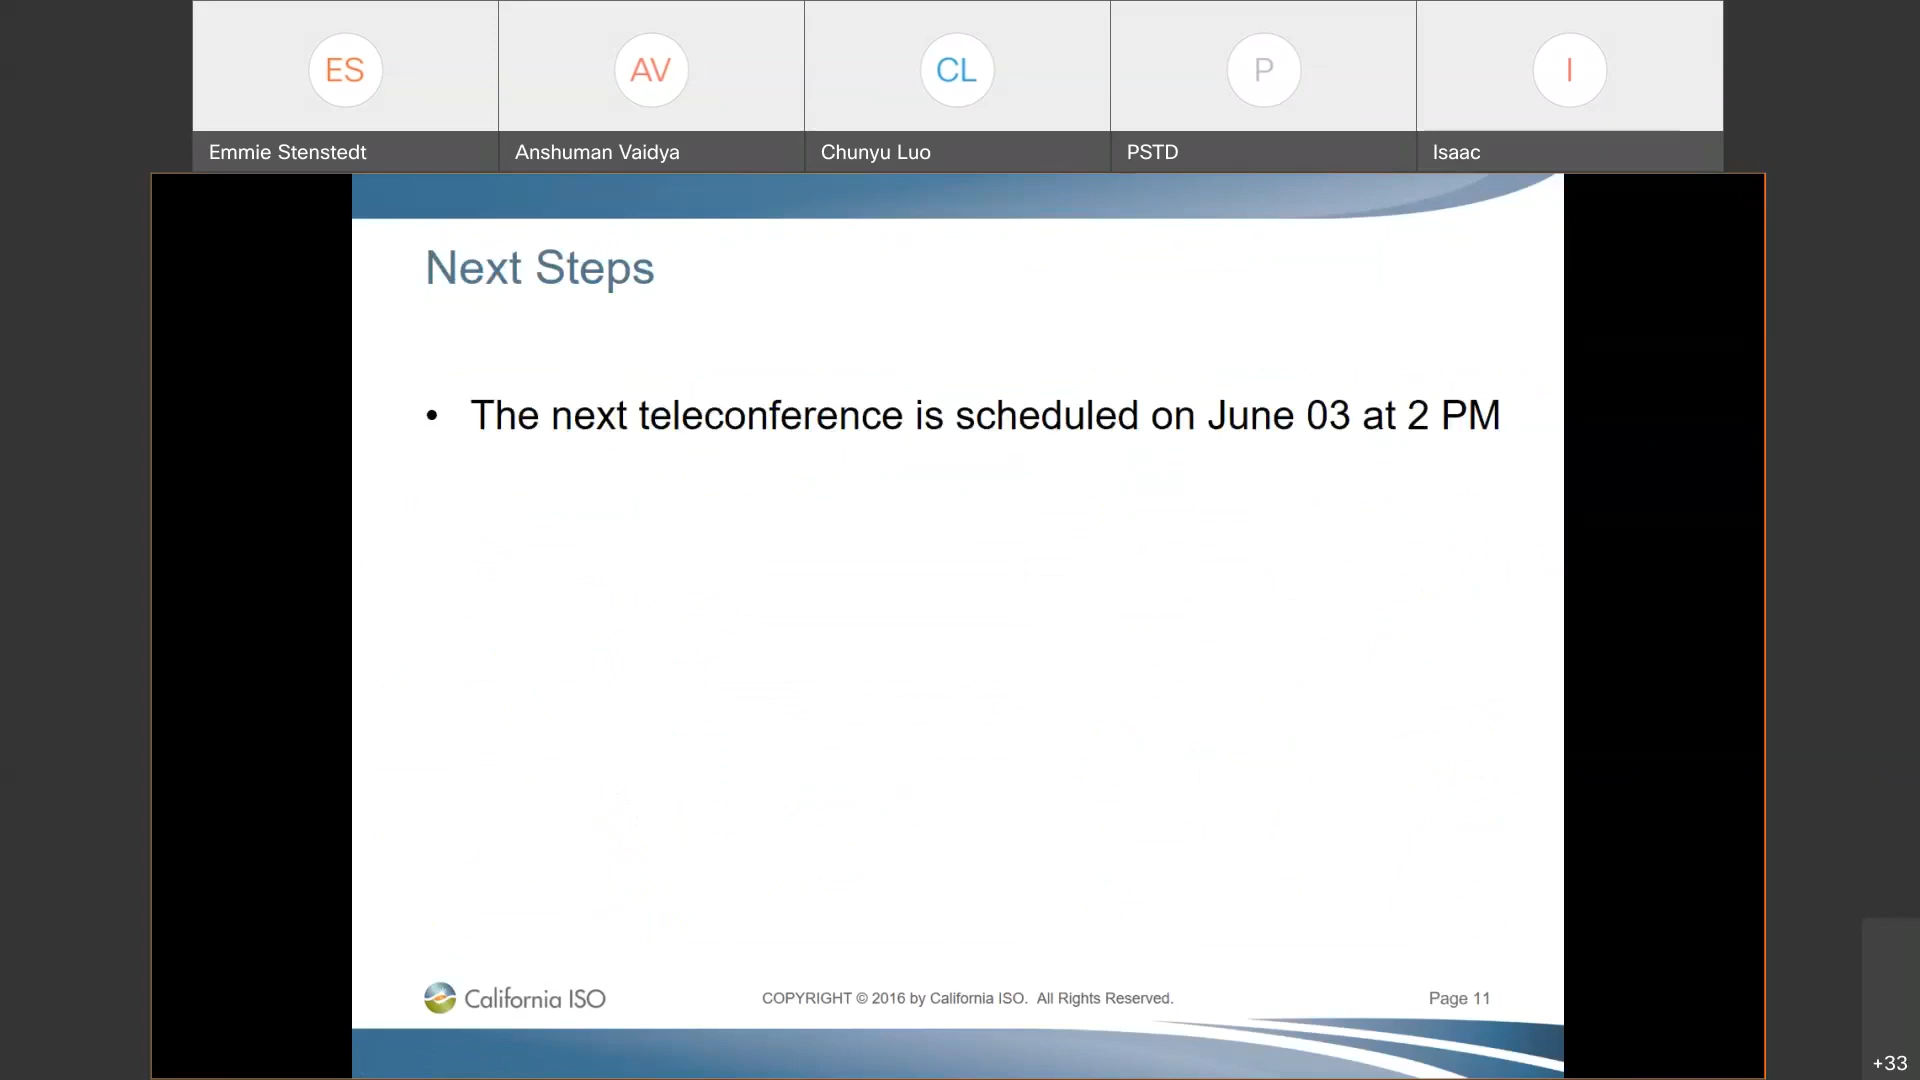 ES
AV
CL
P
I
Emmie Stenstedt
Anshuman Vaidya
Chunyu Luo
PSTD
Isaac
Next Steps
• The next teleconference is scheduled on June 03 at 2 PM
California ISO
COPYRIGHT © 2016 by California ISO. All Rights Reserved.
Page 11
+33